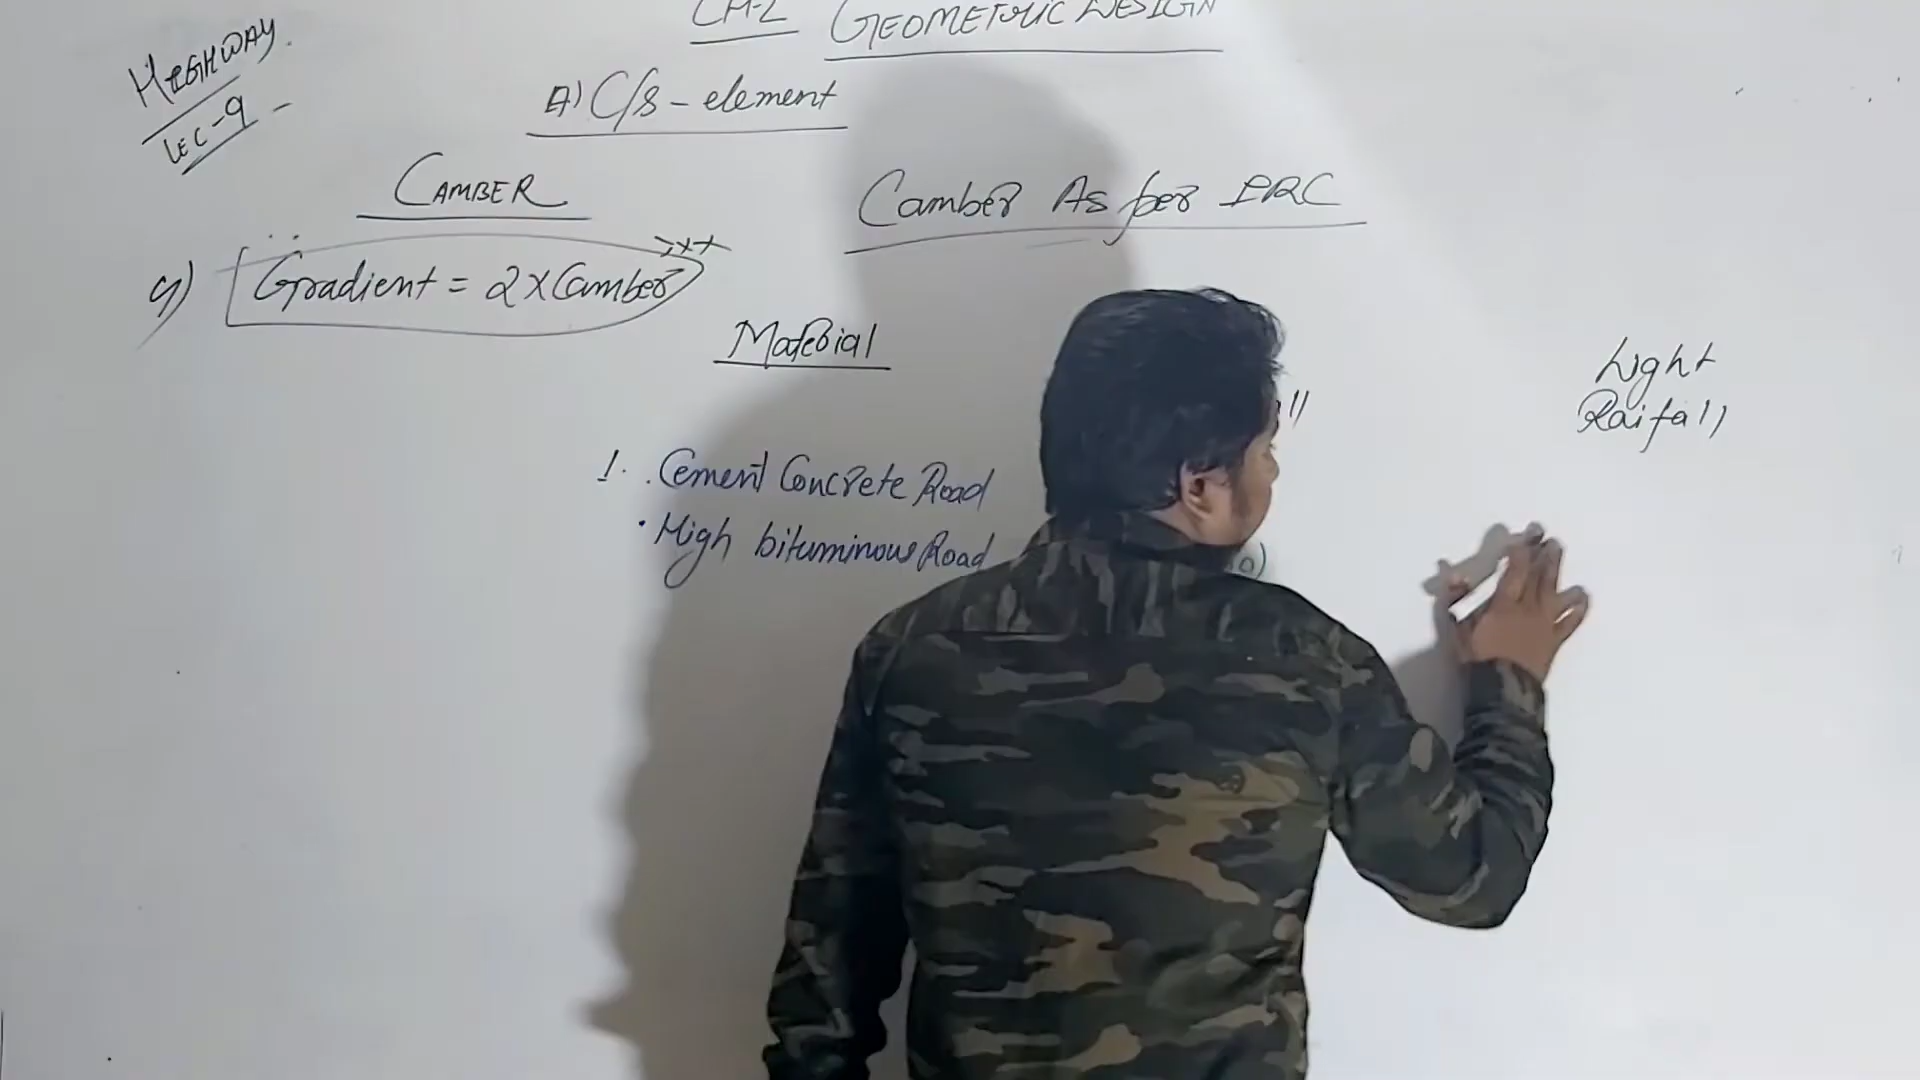 HIGHWAY
LEC-9
CH-2 GEOMETRIC DESIGN
A) C/s - element
CAMBER
Camber As per IRC
9) Gradient = 2 x Camber
Material
Light
Raifall
1. Cement Concrete Road
• High bituminous Road